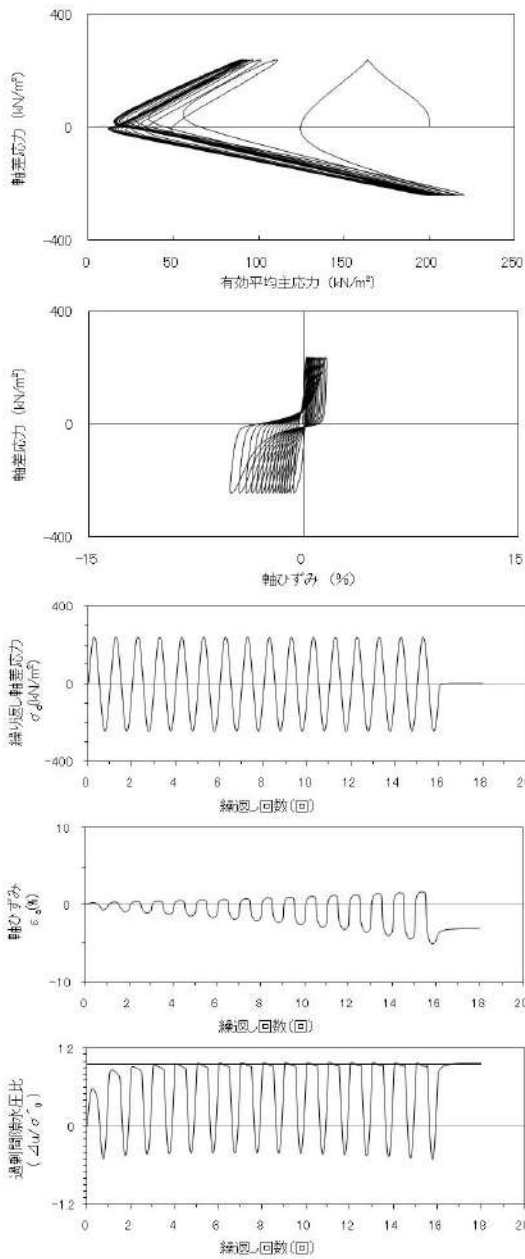 400
0
-400
軸差応力 (kN/m²)
0 50 100 150 200 250
有効平均主応力 (kN/m²)
400
0
-400
軸差応力 (kN/m²)
-15 0 15
軸ひずみ (%)
400
0
-400
繰り返し軸差応力
σd(kN/m²)
0 2 4 6 8 10 12 14 16 18 20
繰返し回数(回)
10
0
-10
軸ひずみ
εa(%)
0 2 4 6 8 10 12 14 16 18 20
繰返し回数(回)
1.2
0
-1.2
過剰間隙水圧比
(Δu/σ'0)
0 2 4 6 8 10 12 14 16 18 20
繰返し回数(回)